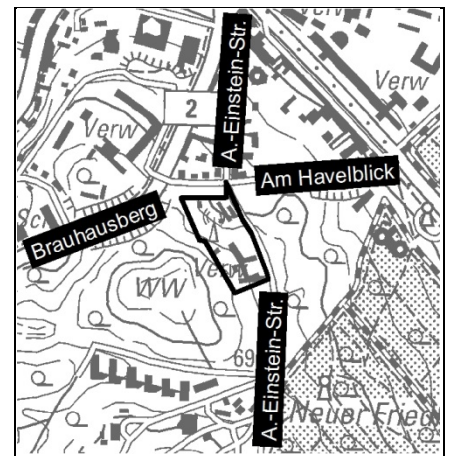 A.-Einstein-Str.
Verw
2
Verw
Am Havelblick
Brauhausberg
Verw
WW
A.-Einstein-Str.
69
Neuer Fried